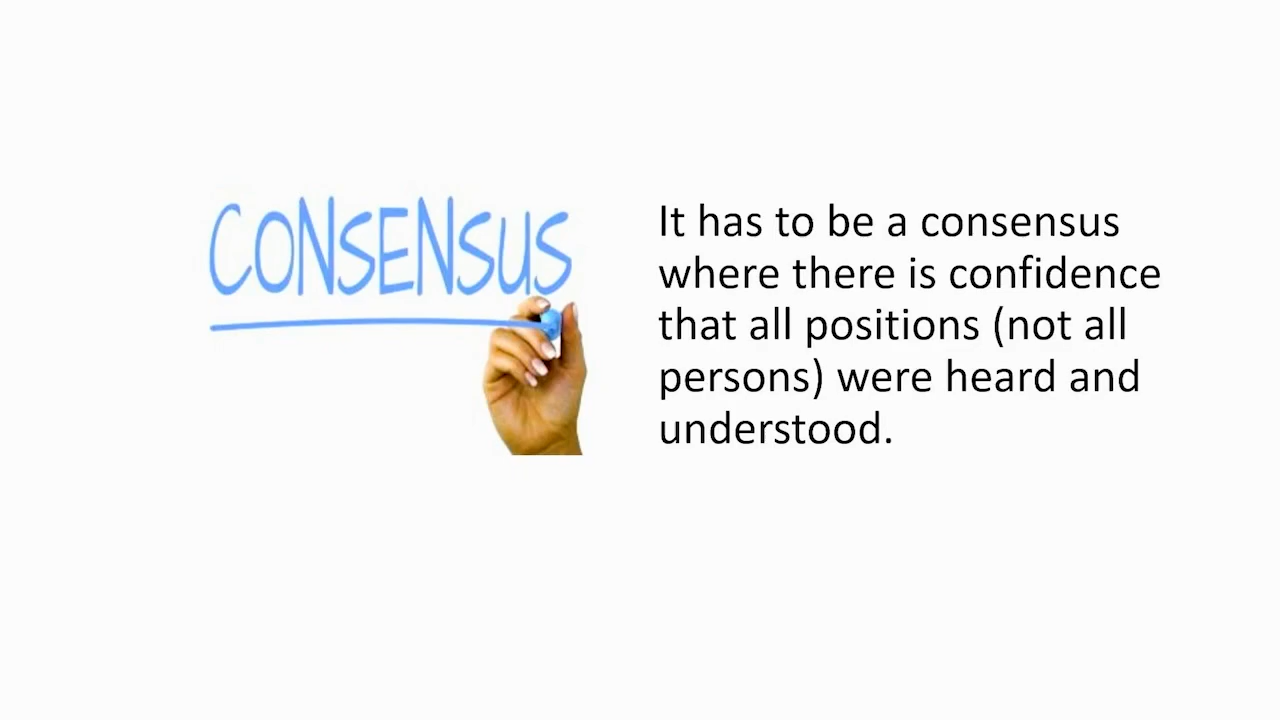 CONSENSUS
It has to be a consensus
where there is confidence
that all positions (not all
persons) were heard and
understood.